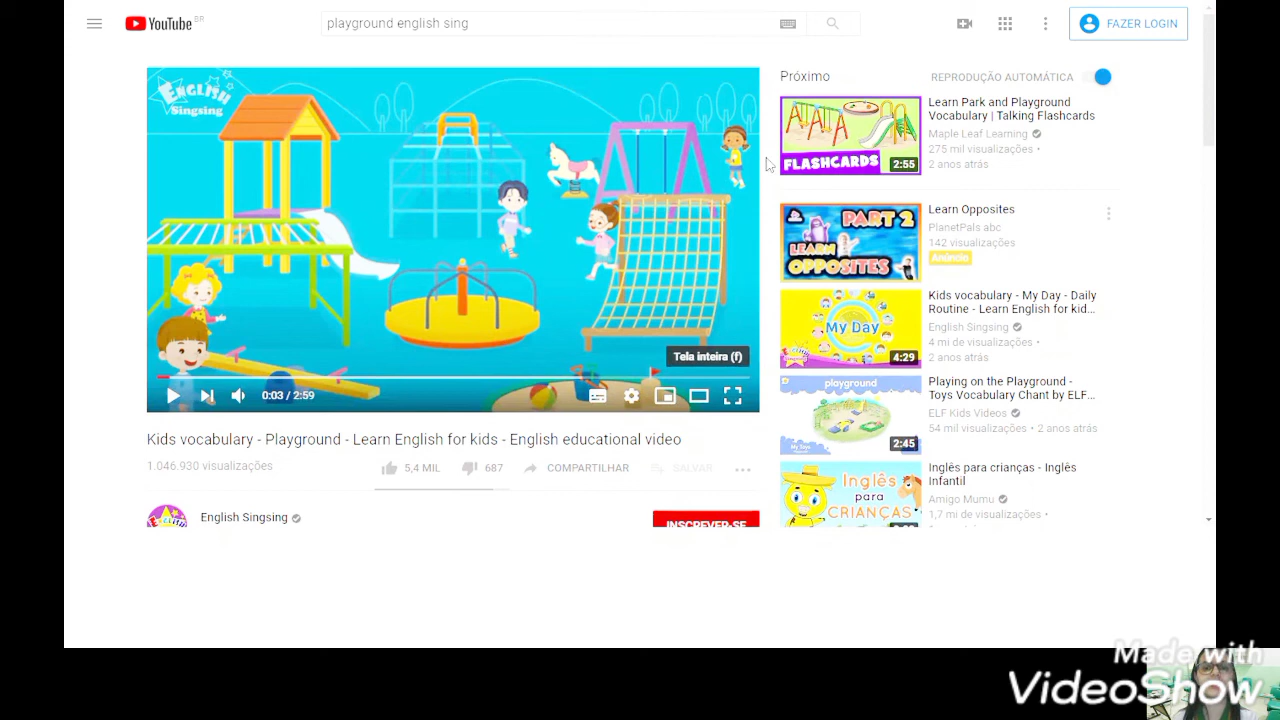 YouTube BR
playground english sing
FAZER LOGIN
ENGLISH
Singsing
Tela inteira (f)
0:03 / 2:59
Kids vocabulary - Playground - Learn English for kids - English educational video
1.046.930 visualizações
5,4 MIL
687
COMPARTILHAR
SALVAR
English Singsing
INSCREVER-SE
Próximo
REPRODUÇÃO AUTOMÁTICA
FLASHCARDS
2:55
Learn Park and Playground
Vocabulary | Talking Flashcards
Maple Leaf Learning
275 mil visualizações •
2 anos atrás
PART 2
LEARN
OPPOSITES
Learn Opposites
PlanetPals abc
142 visualizações
Anúncio
My Day
4:29
Kids vocabulary - My Day - Daily
Routine - Learn English for kid...
English Singsing
4 mi de visualizações •
2 anos atrás
playground
2:45
Playing on the Playground -
Toys Vocabulary Chant by ELF...
ELF Kids Videos
54 mil visualizações • 2 anos atrás
Inglês
para
CRIANÇAS
Inglês para crianças - Inglês
Infantil
Amigo Mumu
1,7 mi de visualizações •
Made with
VideoShow